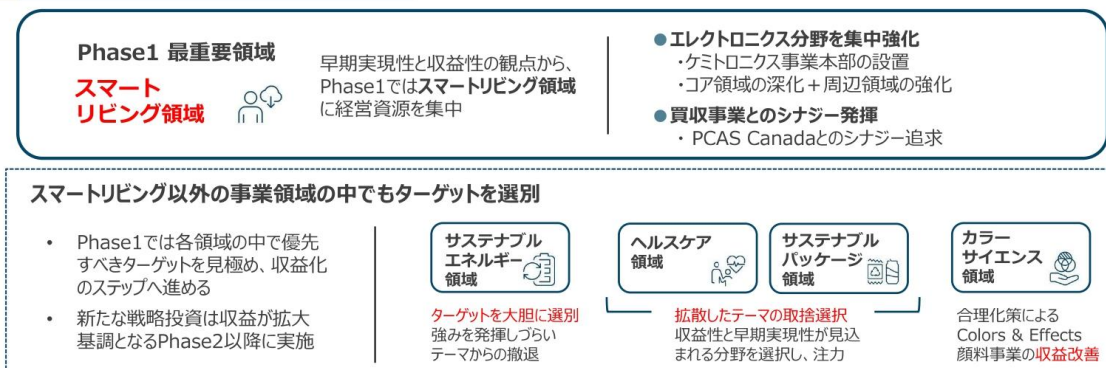 Phase1 最重要領域
スマート
リビング領域
早期実現性と収益性の観点から、
Phase1ではスマートリビング領域
に経営資源を集中
●エレクトロニクス分野を集中強化
・ケミトロニクス事業本部の設置
・コア領域の深化＋周辺領域の強化
●買収事業とのシナジー発揮
・ PCAS Canadaとのシナジー追求
スマートリビング以外の事業領域の中でもターゲットを選別
• Phase1では各領域の中で優先
すべきターゲットを見極め、収益化
のステップへ進める
• 新たな戦略投資は収益が拡大
基調となるPhase2以降に実施
サステナブル
エネルギー
領域
ターゲットを大胆に選別
強みを発揮しづらい
テーマからの撤退
ヘルスケア
領域
サステナブル
パッケージ
領域
拡散したテーマの取捨選択
収益性と早期実現性が見込
まれる分野を選択し、注力
カラー
サイエンス
領域
合理化策による
Colors & Effects
顔料事業の収益改善